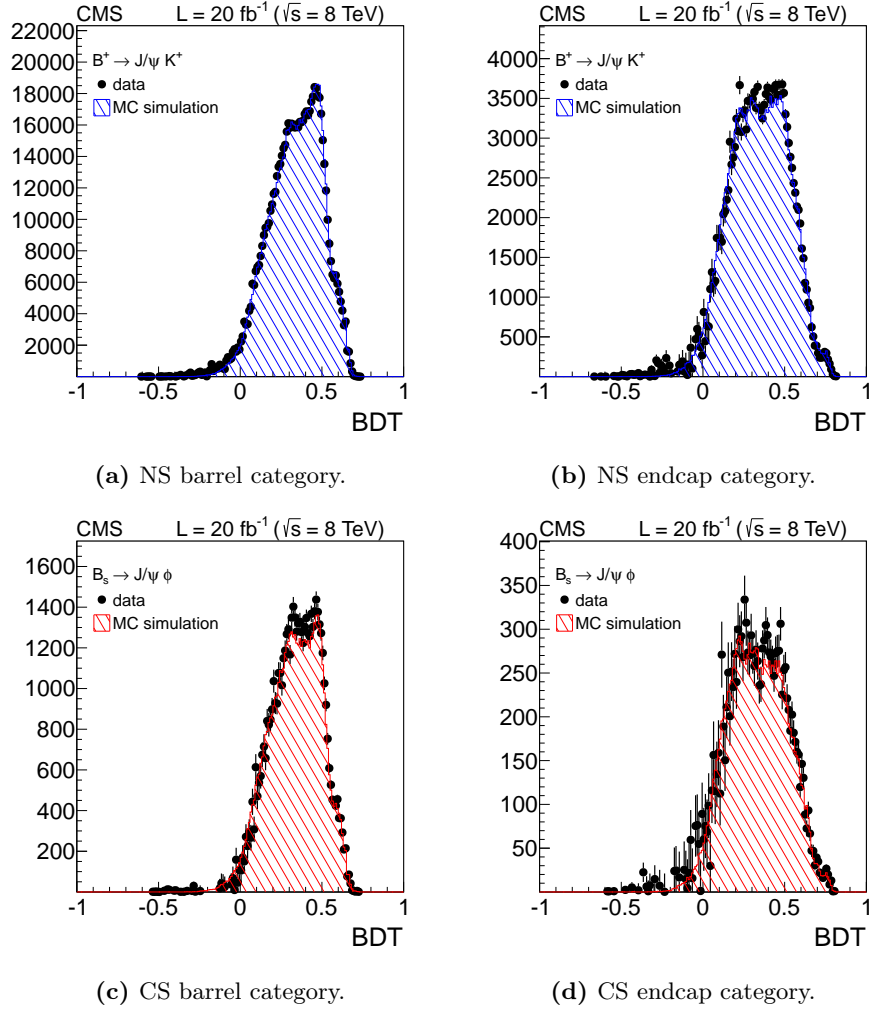 CMS L = 20 fb⁻¹ (√s = 8 TeV)
B⁺ → J/ψ K⁺
data
MC simulation
22000
20000
18000
16000
14000
12000
10000
8000
6000
4000
2000
-1 -0.5 0 0.5 1
BDT
(a) NS barrel category.
CMS L = 20 fb⁻¹ (√s = 8 TeV)
B⁺ → J/ψ K⁺
data
MC simulation
4000
3500
3000
2500
2000
1500
1000
500
-1 -0.5 0 0.5 1
BDT
(b) NS endcap category.
CMS L = 20 fb⁻¹ (√s = 8 TeV)
Bₛ → J/ψ ϕ
data
MC simulation
1600
1400
1200
1000
800
600
400
200
-1 -0.5 0 0.5 1
BDT
(c) CS barrel category.
CMS L = 20 fb⁻¹ (√s = 8 TeV)
Bₛ → J/ψ ϕ
data
MC simulation
400
350
300
250
200
150
100
50
-1 -0.5 0 0.5 1
BDT
(d) CS endcap category.